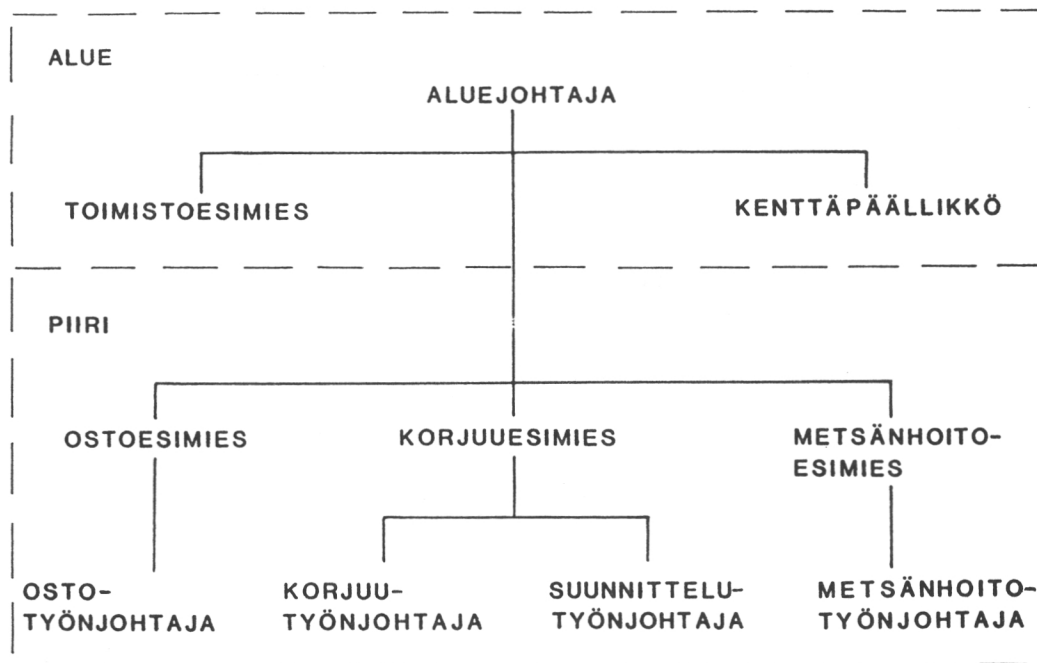 ALUE
ALUEJOHTAJA
TOIMISTOESIMIES
KENTTÄPÄÄLLIKKÖ
PIIRI
OSTOESIMIES
KORJUUESIMIES
METSÄNHOITO-
ESIMIES
OSTO-
TYÖNJOHTAJA
KORJUU-
TYÖNJOHTAJA
SUUNNITTELU-
TYÖNJOHTAJA
METSÄNHOITO-
TYÖNJOHTAJA